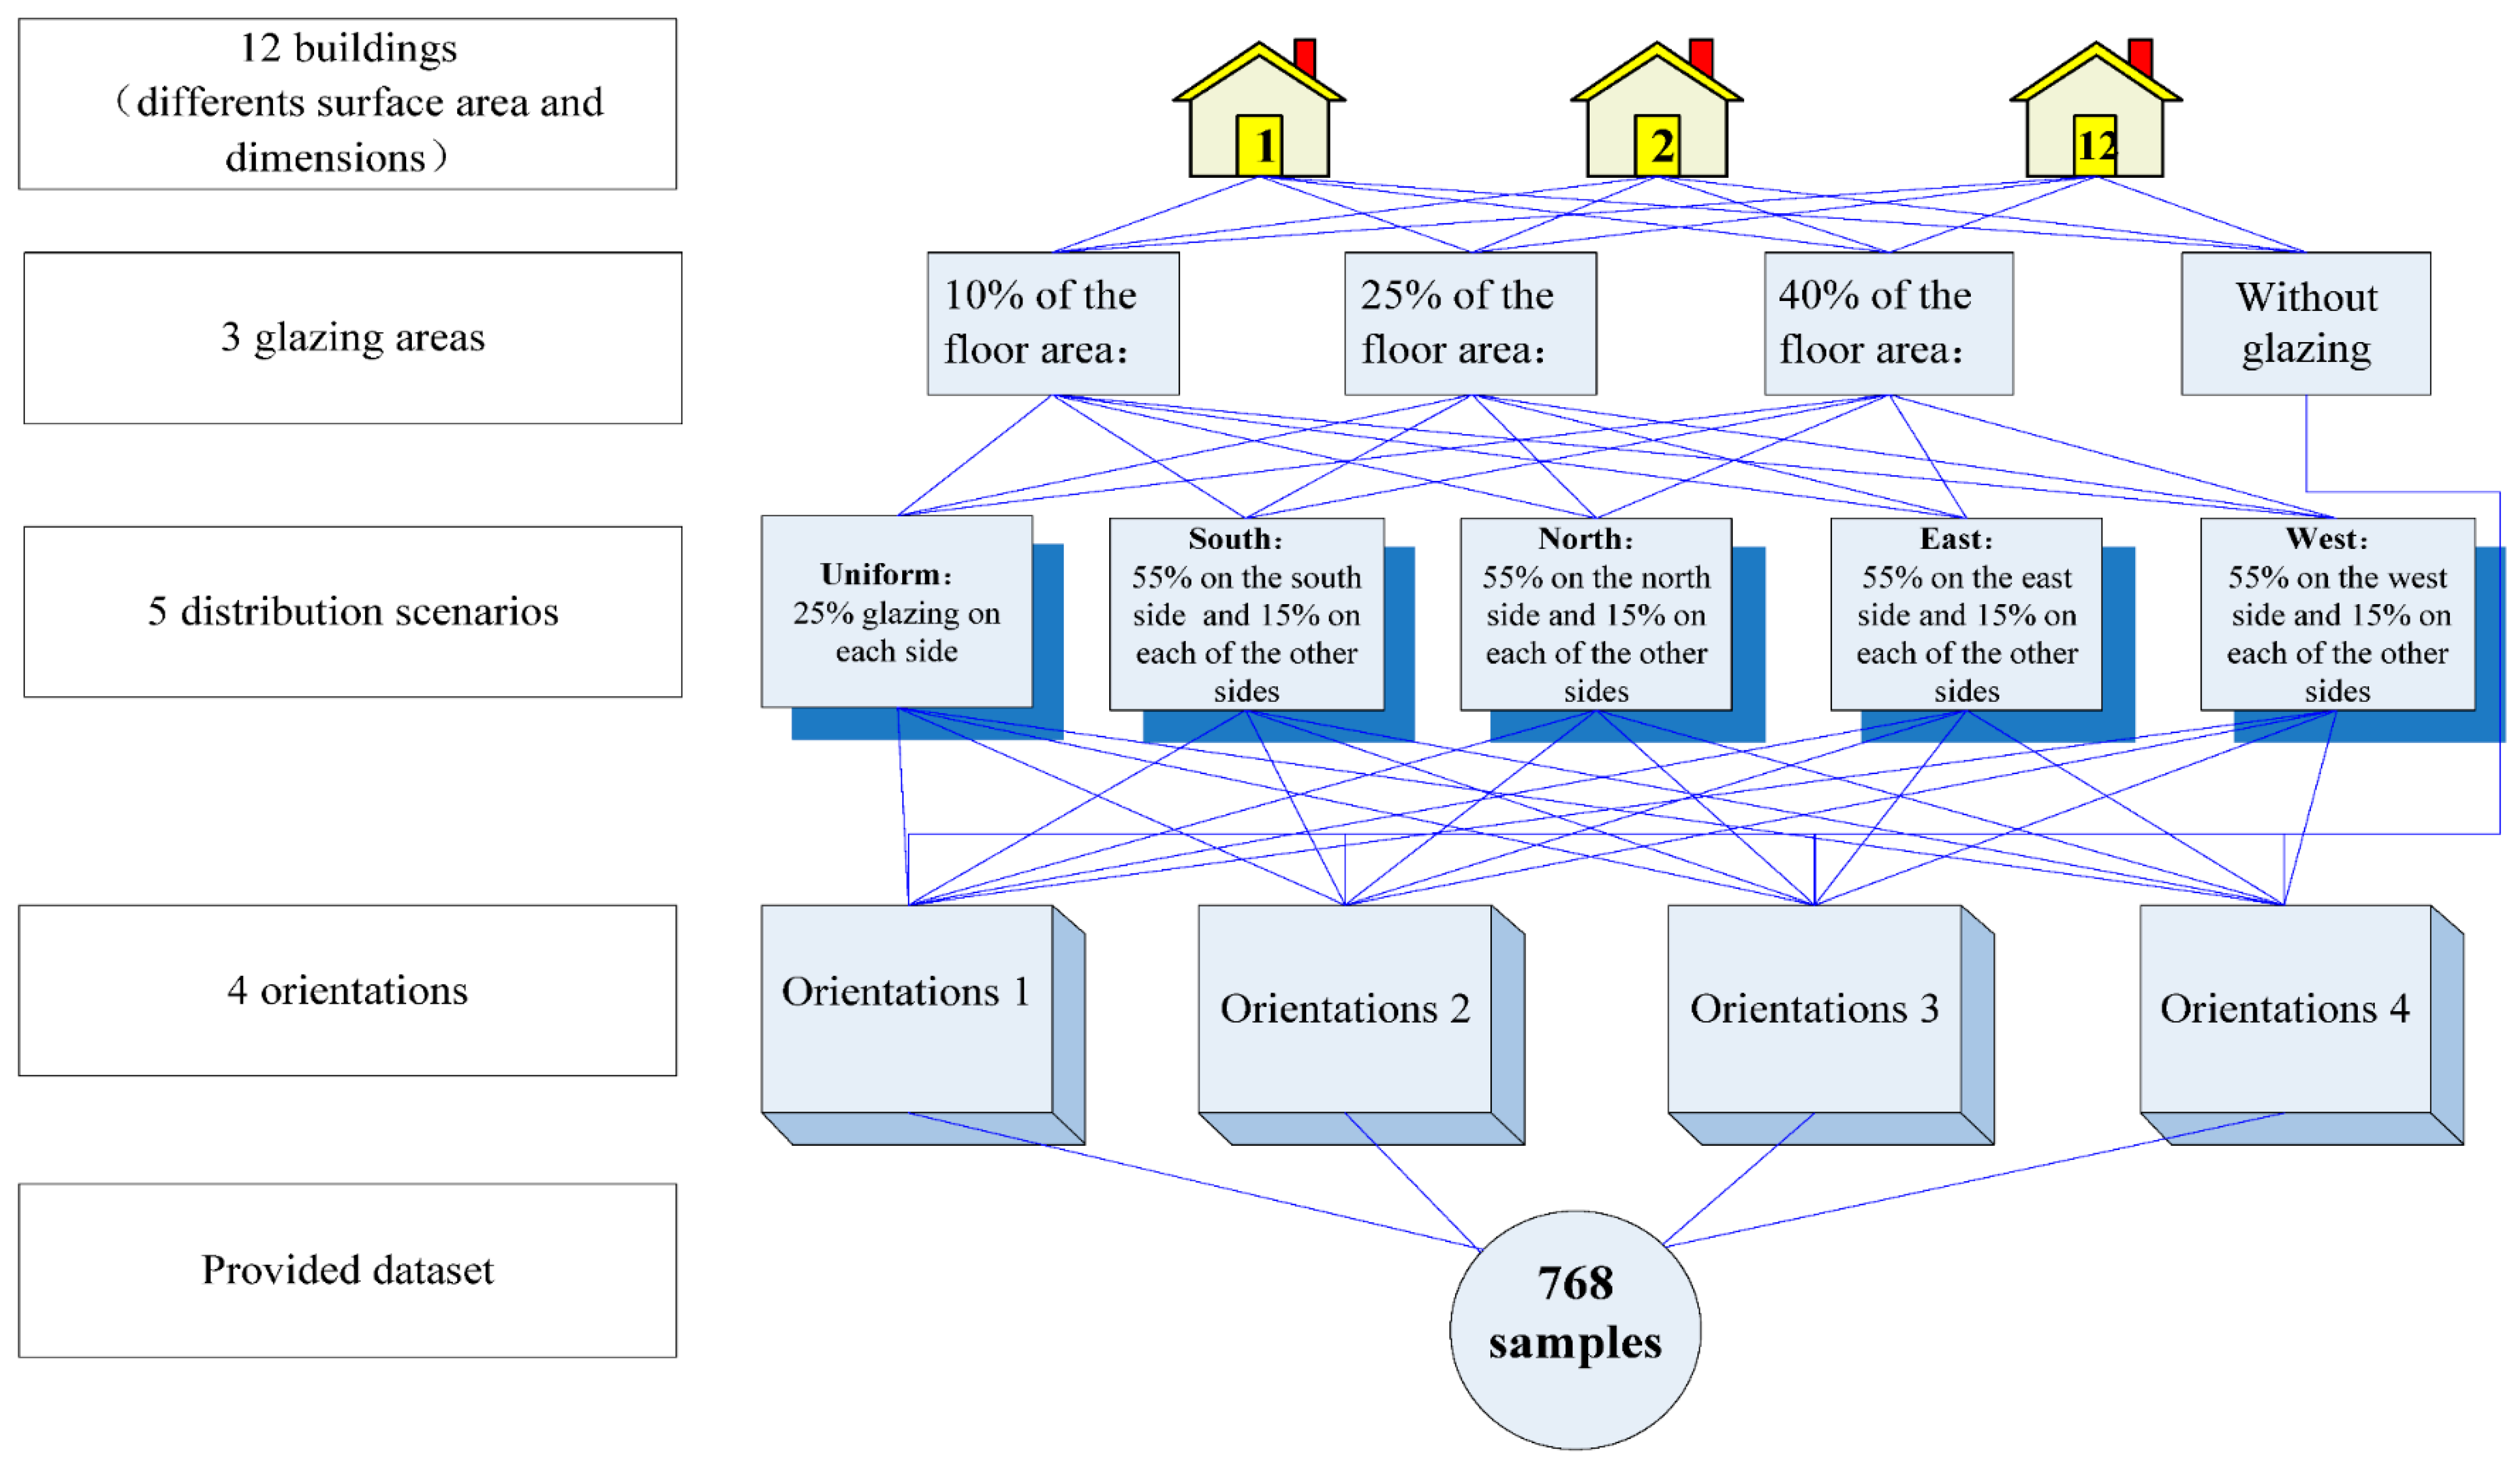 12 buildings
（differents surface area and
dimensions）
1
2
12
3 glazing areas
10% of the
floor area：
25% of the
floor area：
40% of the
floor area：
Without
glazing
5 distribution scenarios
Uniform：
25% glazing on
each side
South：
55% on the south
side and 15% on
each of the other
sides
North：
55% on the north
side and 15% on
each of the other
sides
East：
55% on the east
side and 15% on
each of the other
sides
West：
55% on the west
side and 15% on
each of the other
sides
4 orientations
Orientations 1
Orientations 2
Orientations 3
Orientations 4
Provided dataset
768
samples